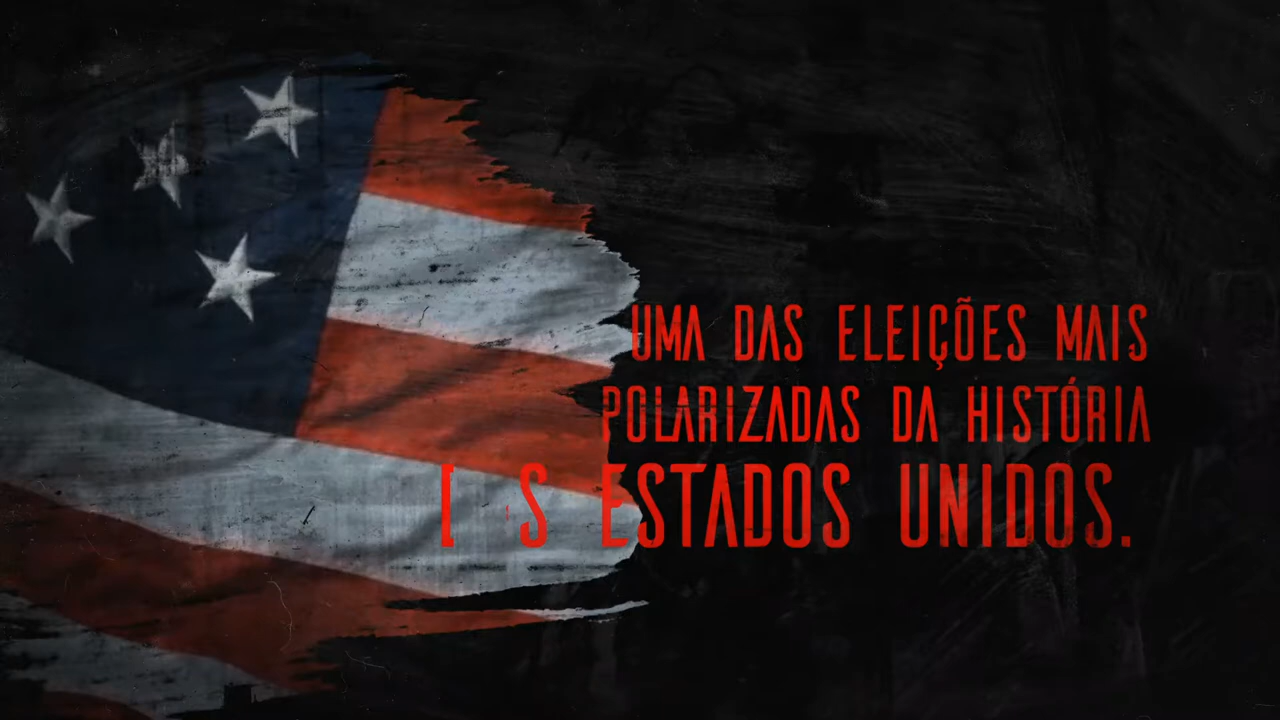 UMA DAS ELEIÇÕES MAIS
POLARIZADAS DA HISTÓRIA
ESTADOS UNIDOS.